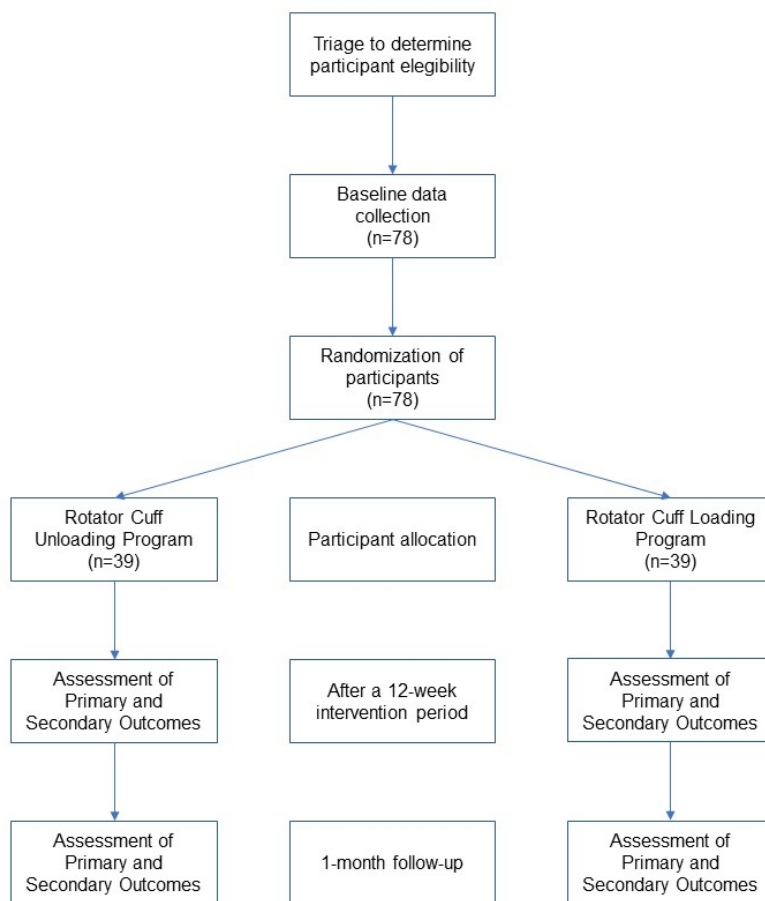 Triage to determine
participant elegibility
Baseline data
collection
(n=78)
Randomization of
participants
(n=78)
Rotator Cuff
Unloading Program
(n=39)
Participant allocation
Rotator Cuff Loading
Program
(n=39)
Assessment of
Primary and
Secondary Outcomes
After a 12-week
intervention period
Assessment of
Primary and
Secondary Outcomes
Assessment of
Primary and
Secondary Outcomes
1-month follow-up
Assessment of
Primary and
Secondary Outcomes